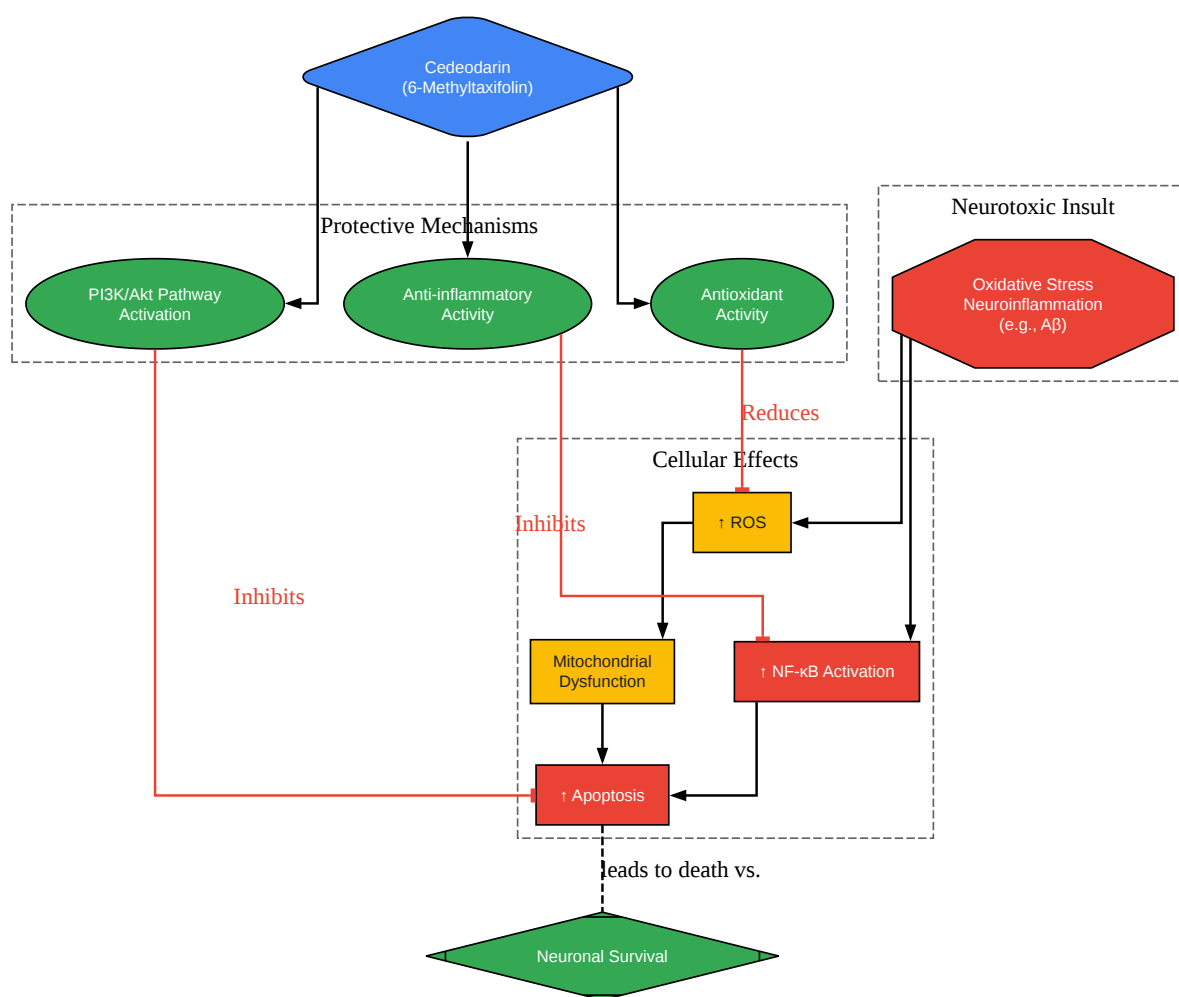 Cedeodarin
(6-Methyltaxifolin)
Protective Mechanisms
Neurotoxic Insult
PI3K/Akt Pathway
Activation
Anti-inflammatory
Activity
Antioxidant
Activity
Oxidative Stress
Neuroinflammation
(e.g., Aβ)
Reduces
Cellular Effects
↑ ROS
Inhibits
Inhibits
Mitochondrial
Dysfunction
↑ NF-κB Activation
↑ Apoptosis
leads to death vs.
Neuronal Survival